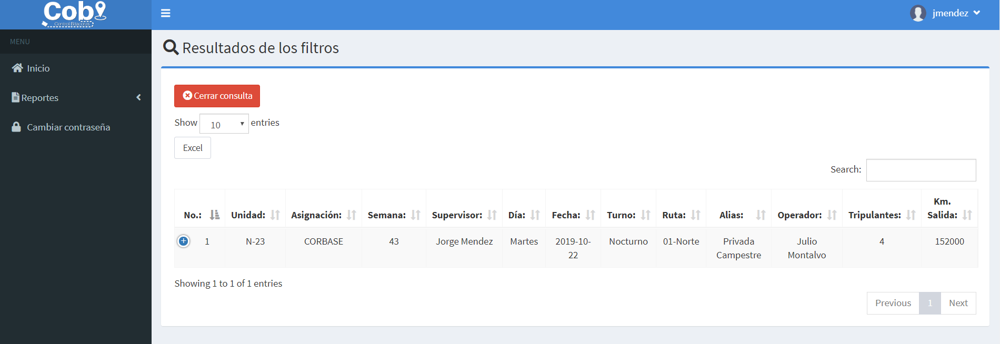 Cobi
Control Bitacoras
jmendez
MENU
Inicio
Reportes
Cambiar contraseña
Resultados de los filtros
Cerrar consulta
Show 10 entries
Excel
Search:
No.: Unidad: Asignación: Semana: Supervisor: Día: Fecha: Turno: Ruta: Alias: Operador: Tripulantes: Km. Salida:
1 N-23 CORBASE 43 Jorge Mendez Martes 2019-10-22 Nocturno 01-Norte Privada Campestre Julio Montalvo 4 152000
Showing 1 to 1 of 1 entries
Previous 1 Next